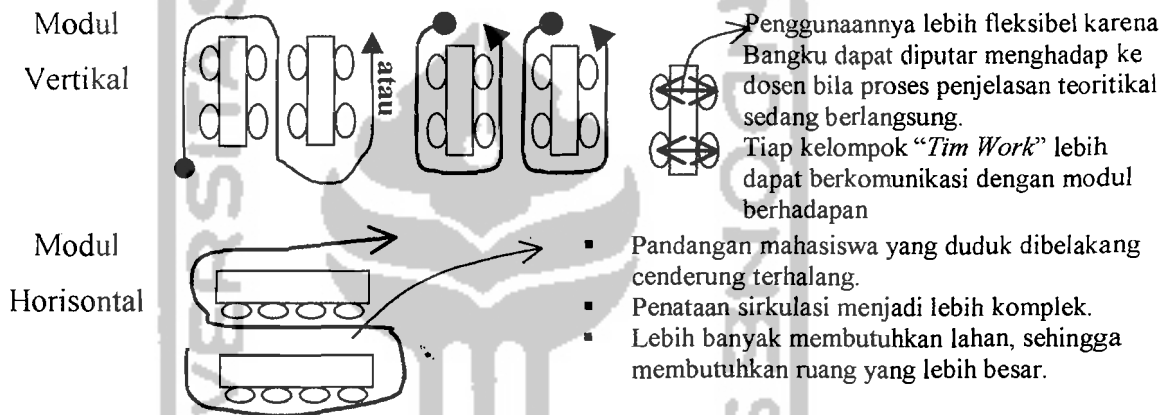 Modul
Vertikal
atau
Penggunaannya lebih fleksibel karena
Bangku dapat diputar menghadap ke
dosen bila proses penjelasan teoritikal
sedang berlangsung.
Tiap kelompok “Tim Work” lebih
dapat berkomunikasi dengan modul
berhadapan
Modul
Horisontal
▪ Pandangan mahasiswa yang duduk dibelakang
cenderung terhalang.
▪ Penataan sirkulasi menjadi lebih komplek.
▪ Lebih banyak membutuhkan lahan, sehingga
membutuhkan ruang yang lebih besar.